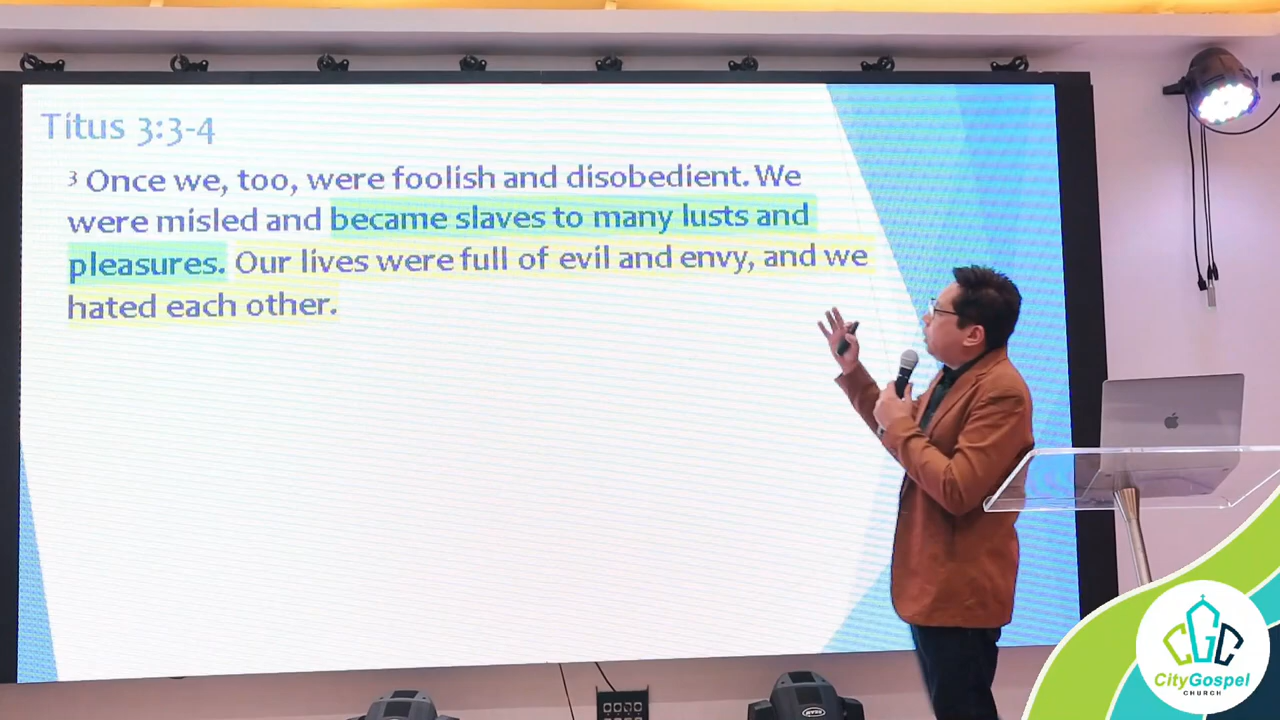 Titus 3:3-4
3 Once we, too, were foolish and disobedient. We
were misled and became slaves to many lusts and
pleasures. Our lives were full of evil and envy, and we
hated each other.
CGC
CityGospel
CHURCH